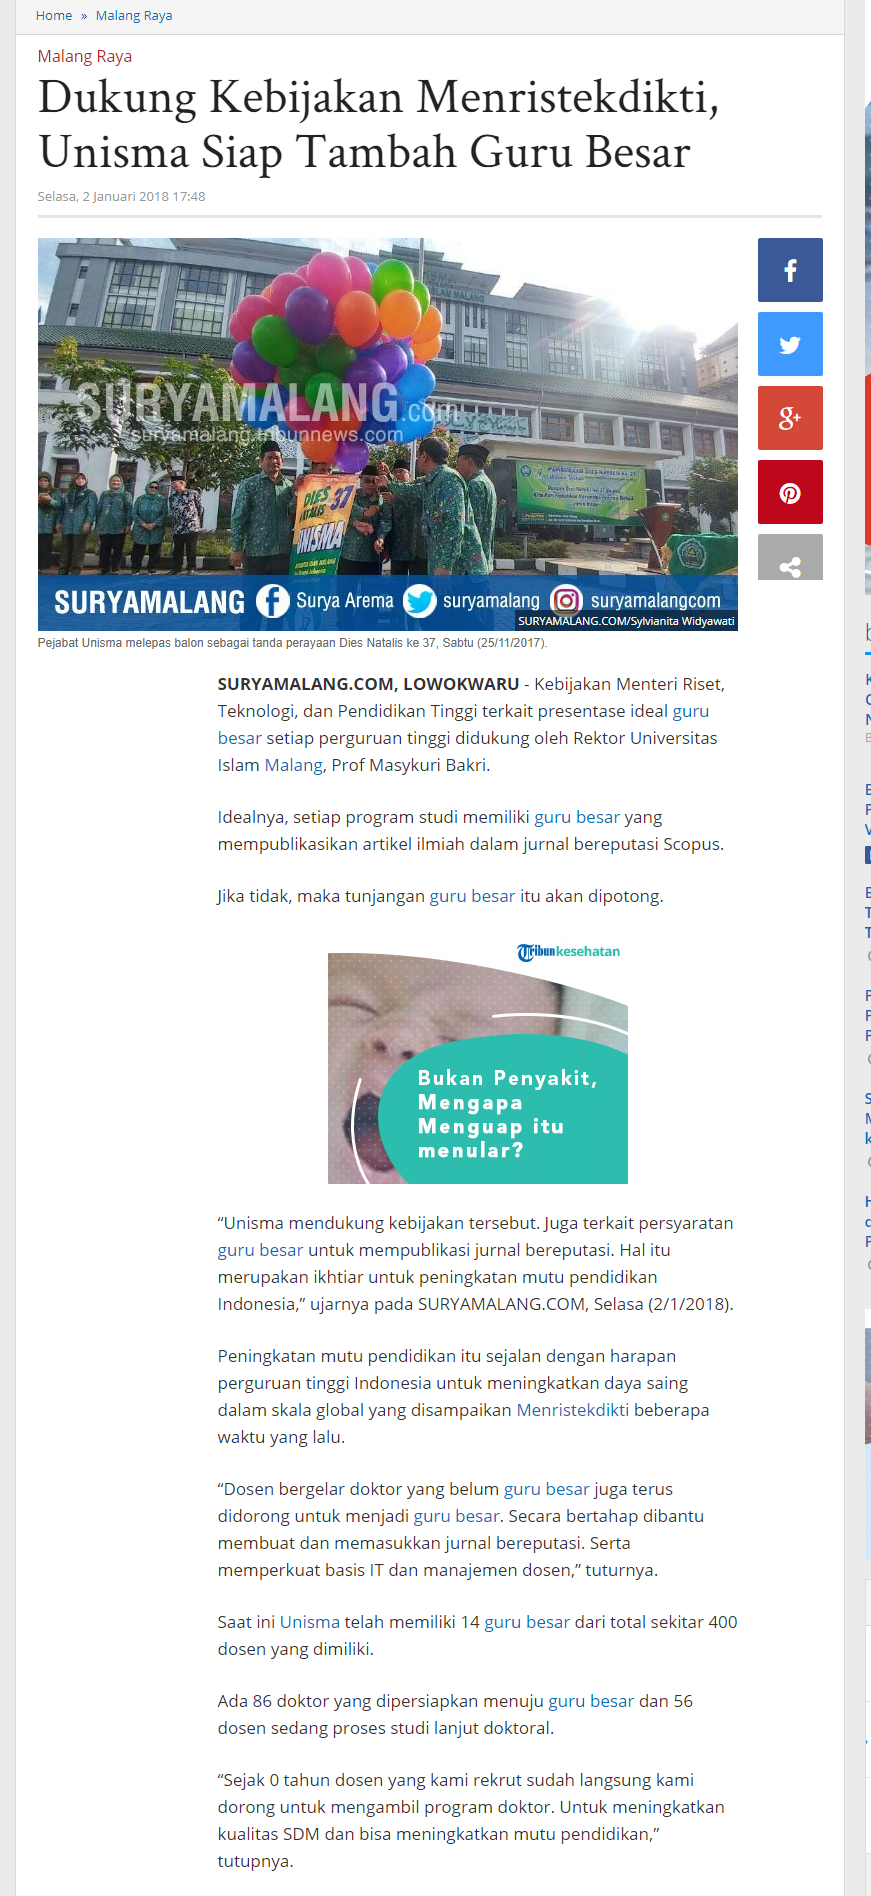 Home » Malang Raya
Malang Raya
Dukung Kebijakan Menristekdikti,
Unisma Siap Tambah Guru Besar
Selasa, 2 Januari 2018 17:48
SURYAMALANG.com
suryamalang.tribunnews.com
DIES
NATALIS 37
UNISMA
SURYAMALANG Surya Arema suryamalang suryamalangcom
SURYAMALANG.COM/Sylvianita Widyawati
Pejabat Unisma melepas balon sebagai tanda perayaan Dies Natalis ke 37, Sabtu (25/11/2017).
SURYAMALANG.COM, LOWOKWARU - Kebijakan Menteri Riset,
Teknologi, dan Pendidikan Tinggi terkait presentase ideal guru
besar setiap perguruan tinggi didukung oleh Rektor Universitas
Islam Malang, Prof Masykuri Bakri.
Idealnya, setiap program studi memiliki guru besar yang
mempublikasikan artikel ilmiah dalam jurnal bereputasi Scopus.
Jika tidak, maka tunjangan guru besar itu akan dipotong.
Tribunkesehatan
Bukan Penyakit,
Mengapa
Menguap itu
menular?
“Unisma mendukung kebijakan tersebut. Juga terkait persyaratan
guru besar untuk mempublikasi jurnal bereputasi. Hal itu
merupakan ikhtiar untuk peningkatan mutu pendidikan
Indonesia,” ujarnya pada SURYAMALANG.COM, Selasa (2/1/2018).
Peningkatan mutu pendidikan itu sejalan dengan harapan
perguruan tinggi Indonesia untuk meningkatkan daya saing
dalam skala global yang disampaikan Menristekdikti beberapa
waktu yang lalu.
“Dosen bergelar doktor yang belum guru besar juga terus
didorong untuk menjadi guru besar. Secara bertahap dibantu
membuat dan memasukkan jurnal bereputasi. Serta
memperkuat basis IT dan manajemen dosen,” tuturnya.
Saat ini Unisma telah memiliki 14 guru besar dari total sekitar 400
dosen yang dimiliki.
Ada 86 doktor yang dipersiapkan menuju guru besar dan 56
dosen sedang proses studi lanjut doktoral.
“Sejak 0 tahun dosen yang kami rekrut sudah langsung kami
dorong untuk mengambil program doktor. Untuk meningkatkan
kualitas SDM dan bisa meningkatkan mutu pendidikan,”
tutupnya.